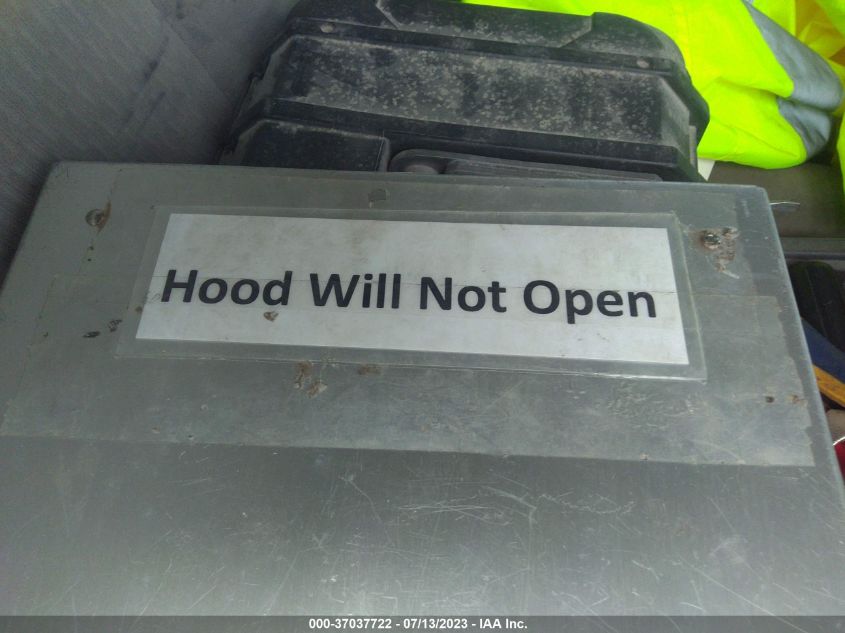 Hood Will Not Open
000-37037722 - 07/13/2023 - IAA Inc.